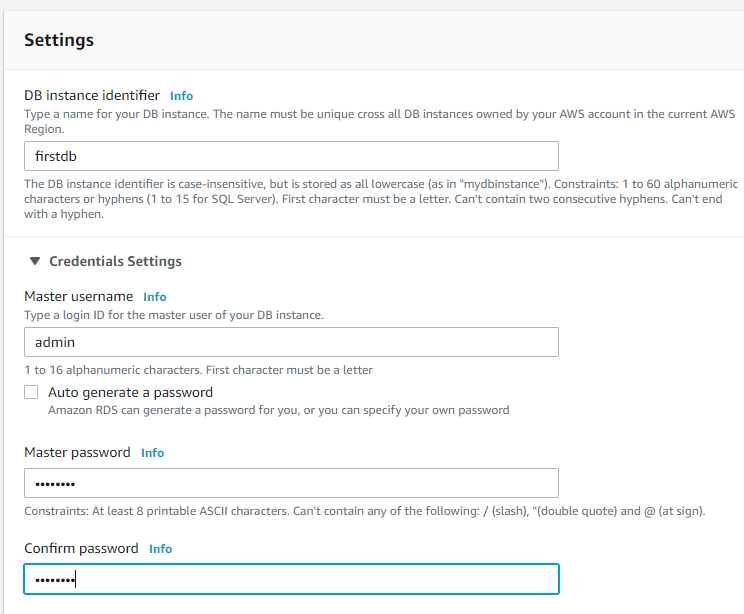 Settings
DB instance identifier Info
Type a name for your DB instance. The name must be unique cross all DB instances owned by your AWS account in the current AWS
Region.
firstdb
The DB instance identifier is case-insensitive, but is stored as all lowercase (as in "mydbinstance"). Constraints: 1 to 60 alphanumeric
characters or hyphens (1 to 15 for SQL Server). First character must be a letter. Can't contain two consecutive hyphens. Can't end
with a hyphen.
Credentials Settings
Master username Info
Type a login ID for the master user of your DB instance.
admin
1 to 16 alphanumeric characters. First character must be a letter
Auto generate a password
Amazon RDS can generate a password for you, or you can specify your own password
Master password Info
••••••••
Constraints: At least 8 printable ASCII characters. Can't contain any of the following: / (slash), "(double quote) and @ (at sign).
Confirm password Info
••••••••